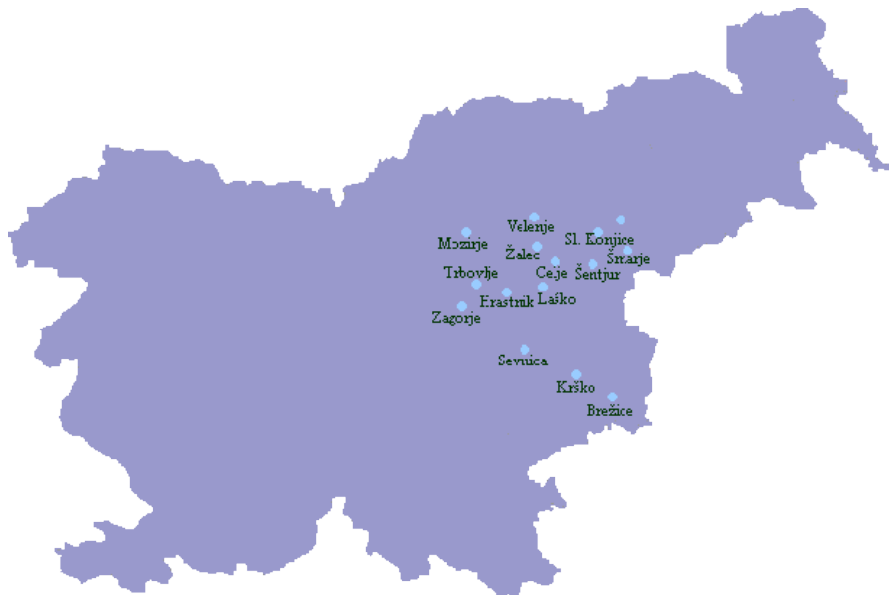 Velenje
Mozirje
Sl. Konjice
Žalec
Šmarje
Celje
Šentjur
Trbovlje
Hrastnik
Laško
Zagorje
Sevnica
Krško
Brežice